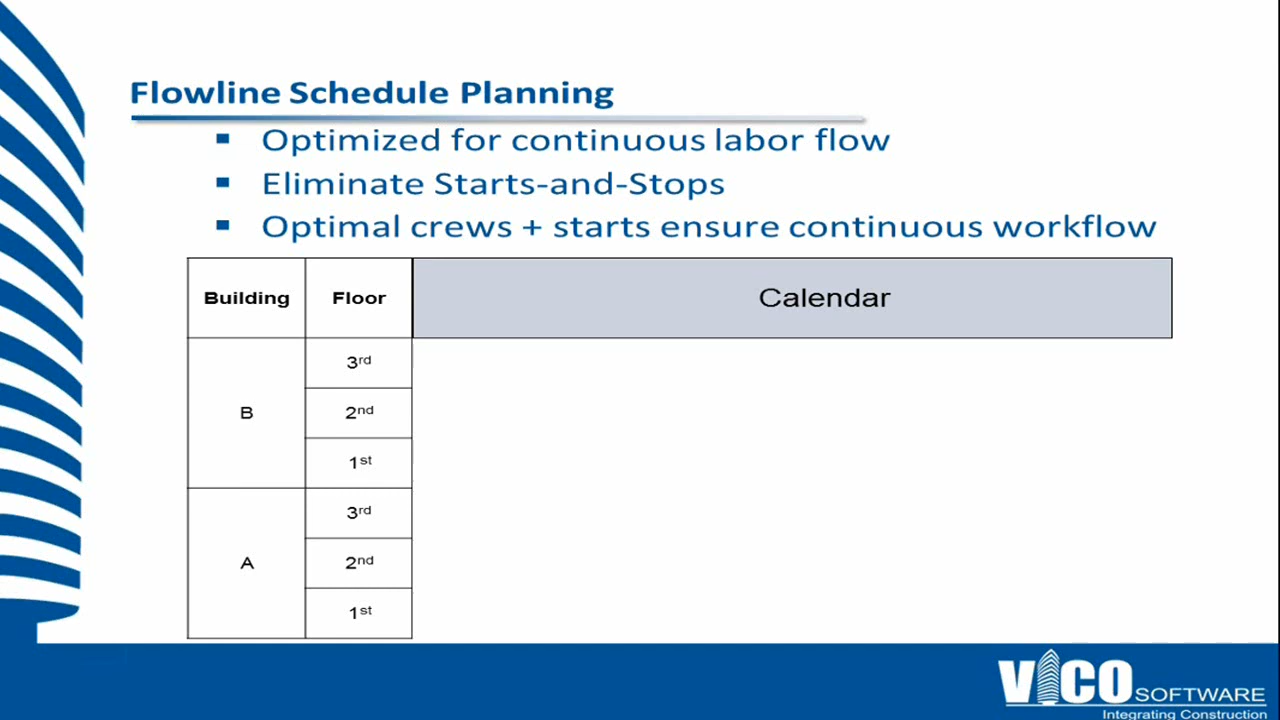 Flowline Schedule Planning
Optimized for continuous labor flow
Eliminate Starts-and-Stops
Optimal crews + starts ensure continuous workflow
Building Floor Calendar
3rd
B 2nd
1st
3rd
A 2nd
1st
VICO SOFTWARE
Integrating Construction